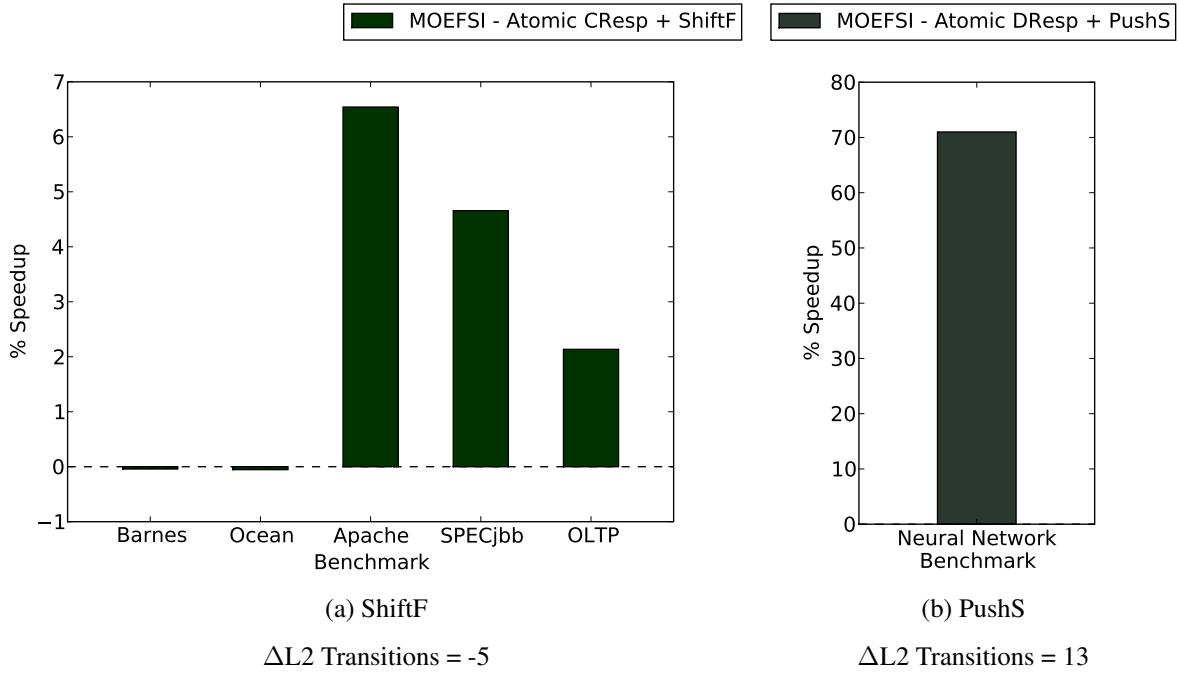 MOEFSI - Atomic CResp + ShiftF
% Speedup
7
6
5
4
3
2
1
0
−1
Barnes Ocean Apache SPECjbb OLTP
Benchmark
(a) ShiftF
ΔL2 Transitions = -5
MOEFSI - Atomic DResp + PushS
% Speedup
80
70
60
50
40
30
20
10
0
Neural Network
Benchmark
(b) PushS
ΔL2 Transitions = 13